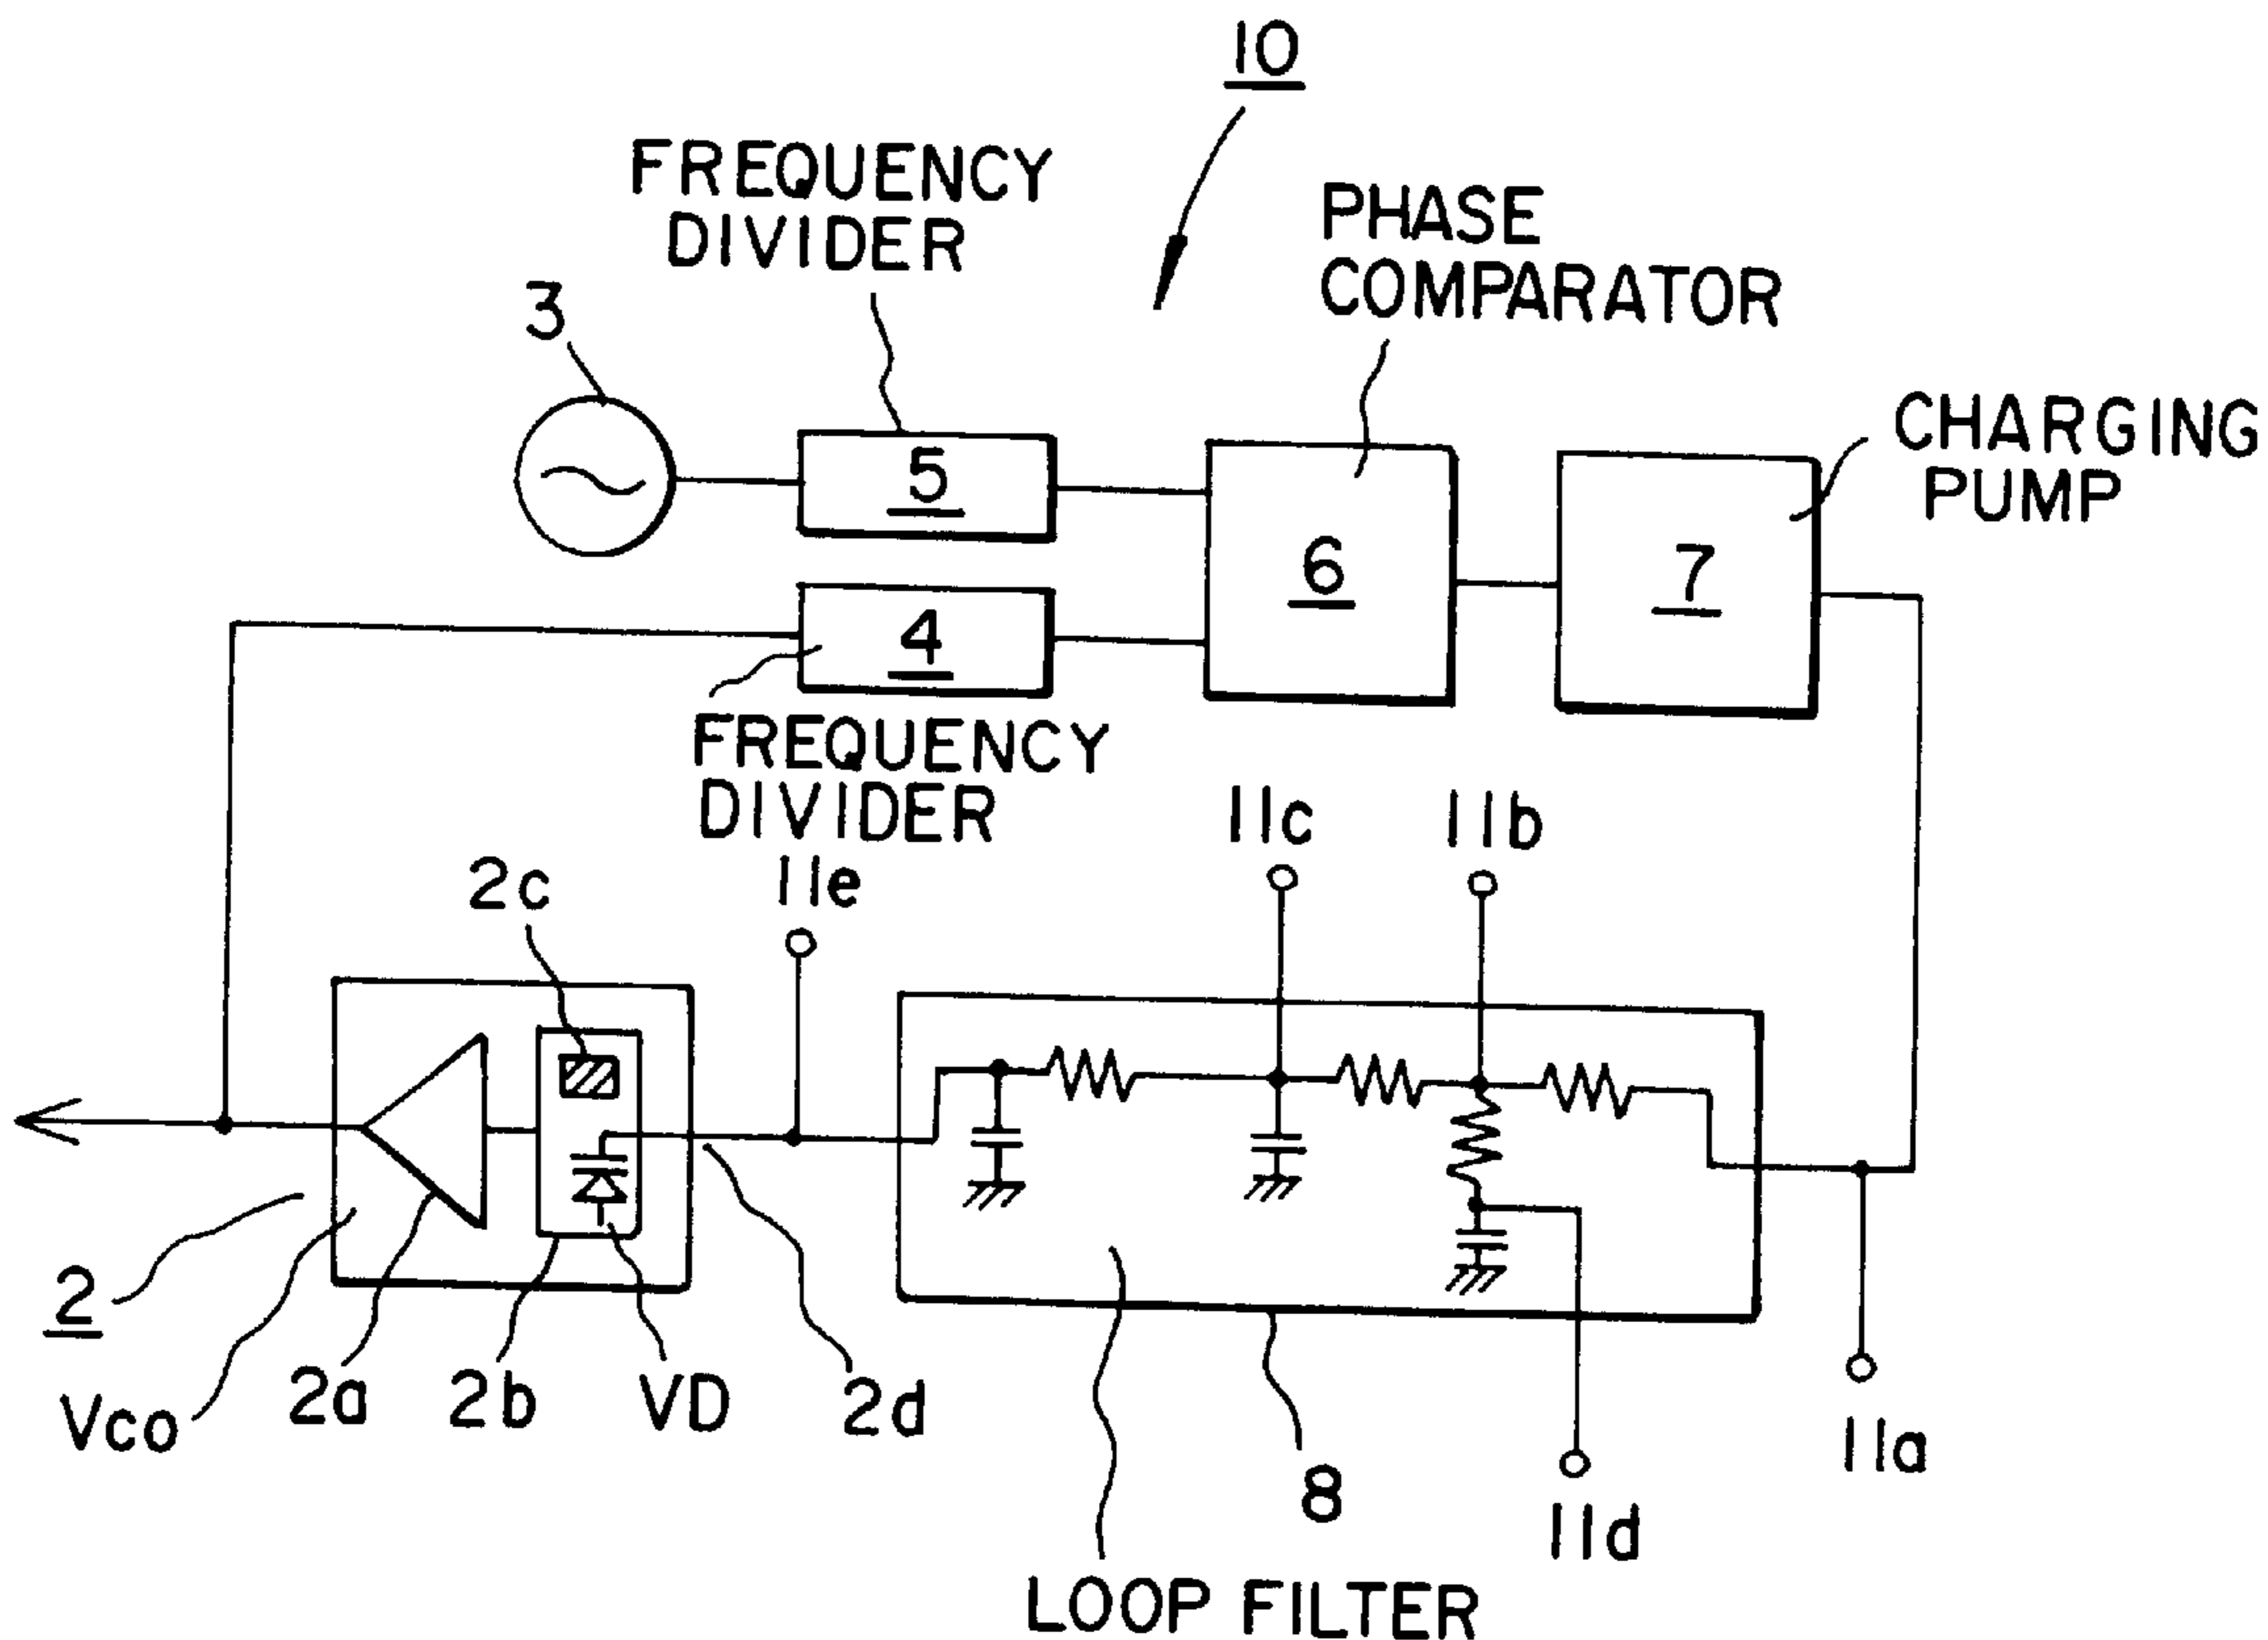 10
FREQUENCY
DIVIDER
PHASE
COMPARATOR
3
CHARGING
PUMP
5
6
7
4
FREQUENCY
DIVIDER
11c
11b
11e
2c
2
Vco
2a
2b
VD
2d
8
11a
11d
LOOP FILTER